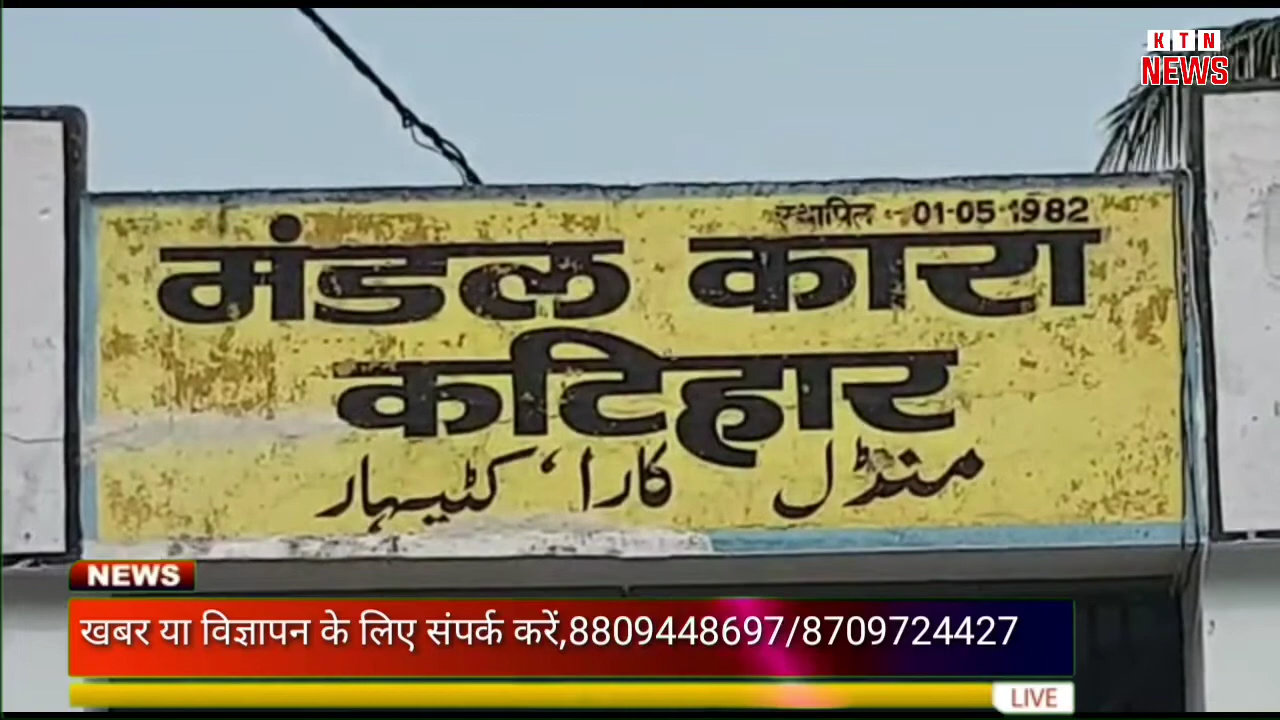 KTN
NEWS
स्थापित 01-05-1982
मंडल कारा
कटिहार
منڈل کارا، کٹیہار
NEWS
खबर या विज्ञापन के लिए संपर्क करें,8809448697/8709724427
LIVE